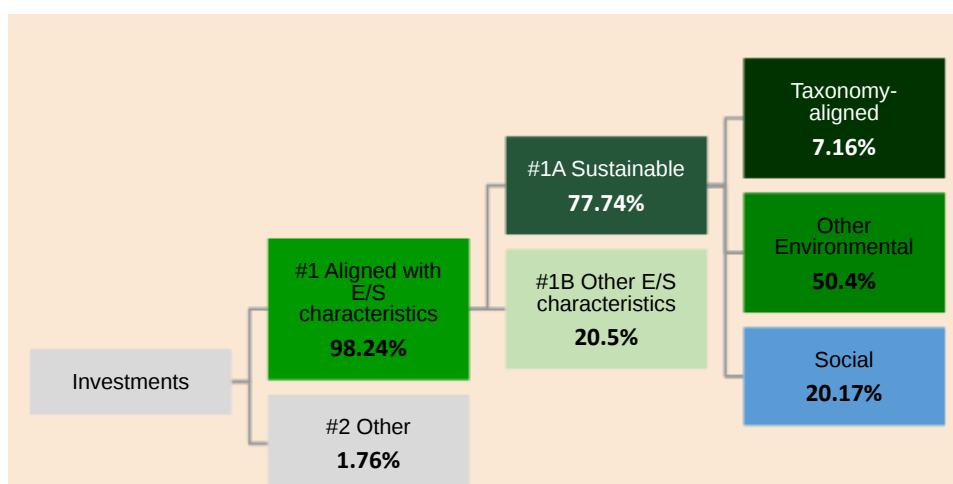 Taxonomy-
aligned
7.16%
#1A Sustainable
77.74%
Other
Environmental
50.4%
#1 Aligned with
E/S
characteristics
98.24%
#1B Other E/S
characteristics
20.5%
Investments
Social
20.17%
#2 Other
1.76%